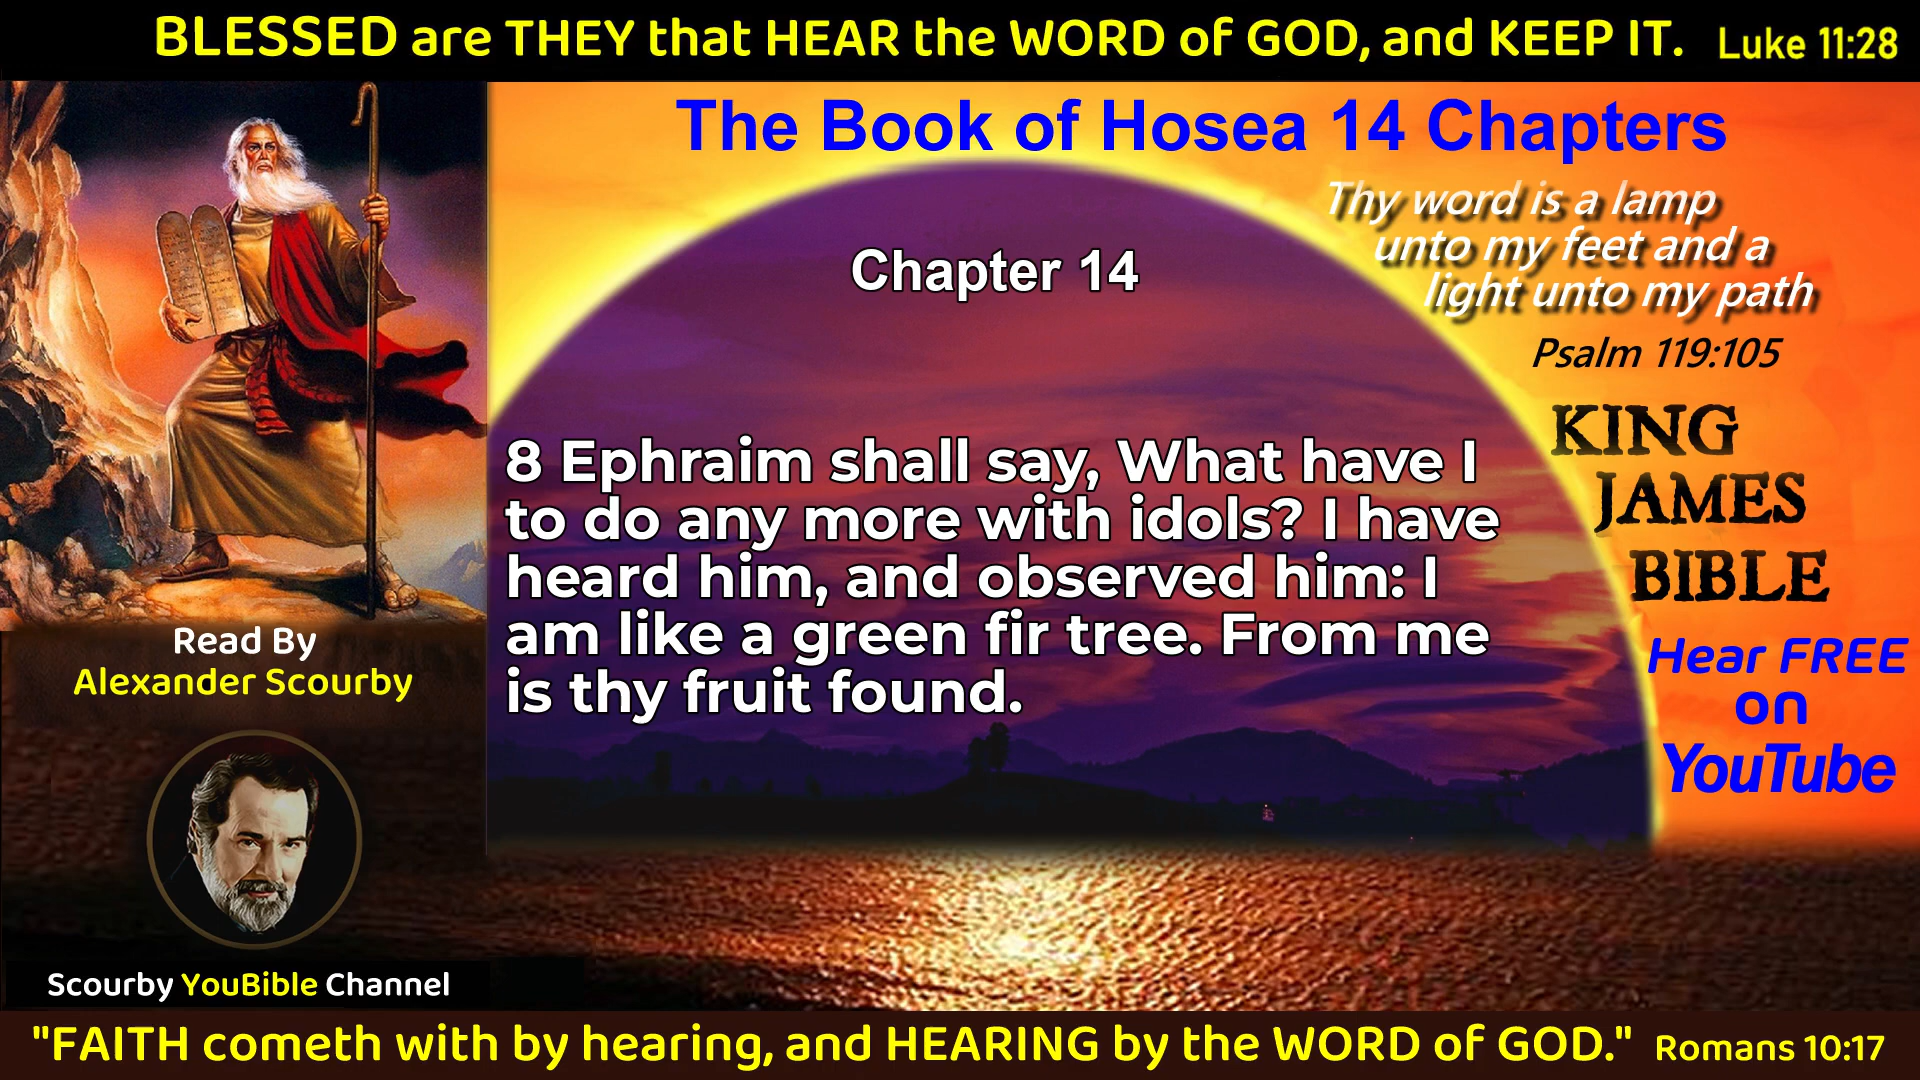 BLESSED are THEY that HEAR the WORD of GOD, and KEEP IT. Luke 11:28
The Book of Hosea 14 Chapters
Thy word is a lamp
unto my feet and a
light unto my path
Psalm 119:105
Chapter 14
KING
JAMES
BIBLE
8 Ephraim shall say, What have I
to do any more with idols? I have
heard him, and observed him: I
am like a green fir tree. From me
is thy fruit found.
Hear FREE
on
YouTube
Read By
Alexander Scourby
Scourby YouBible Channel
"FAITH cometh with by hearing, and HEARING by the WORD of GOD." Romans 10:17